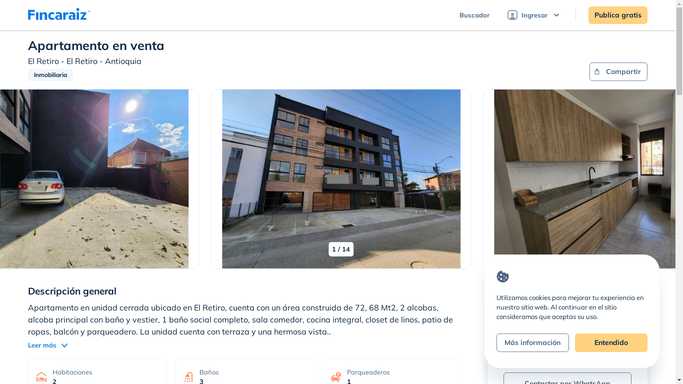 Fincaraiz
Buscador
Ingresar
Publica gratis
Apartamento en venta
El Retiro - El Retiro - Antioquia
Inmobiliaria
Compartir
1 / 14
Descripción general
Apartamento en unidad cerrada ubicado en El Retiro, cuenta con un área construida de 72, 68 Mt2, 2 alcobas,
alcoba principal con baño y vestier, 1 baño social completo, sala comedor, cocina integral, closet de linos, patio de
ropas, balcón y parqueadero. La unidad cuenta con terraza y una hermosa vista..
Leer más
Habitaciones
2
Baños
3
Parqueaderos
1
Utilizamos cookies para mejorar tu experiencia en
nuestro sitio web. Al continuar en el sitio
consideramos que aceptas su uso.
Más información
Entendido
Contactar por WhatsApp